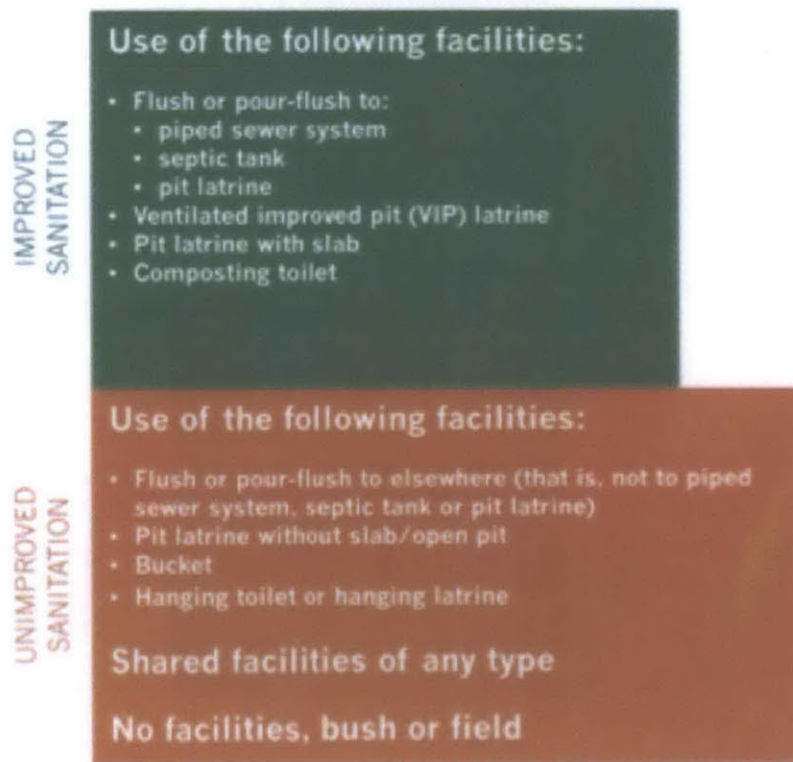 IMPROVED
SANITATION
Use of the following facilities:
• Flush or pour-flush to:
• piped sewer system
• septic tank
• pit latrine
• Ventilated improved pit (VIP) latrine
• Pit latrine with slab
• Composting toilet
UNIMPROVED
SANITATION
Use of the following facilities:
• Flush or pour-flush to elsewhere (that is, not to piped
sewer system, septic tank or pit latrine)
• Pit latrine without slab/open pit
• Bucket
• Hanging toilet or hanging latrine
Shared facilities of any type
No facilities, bush or field